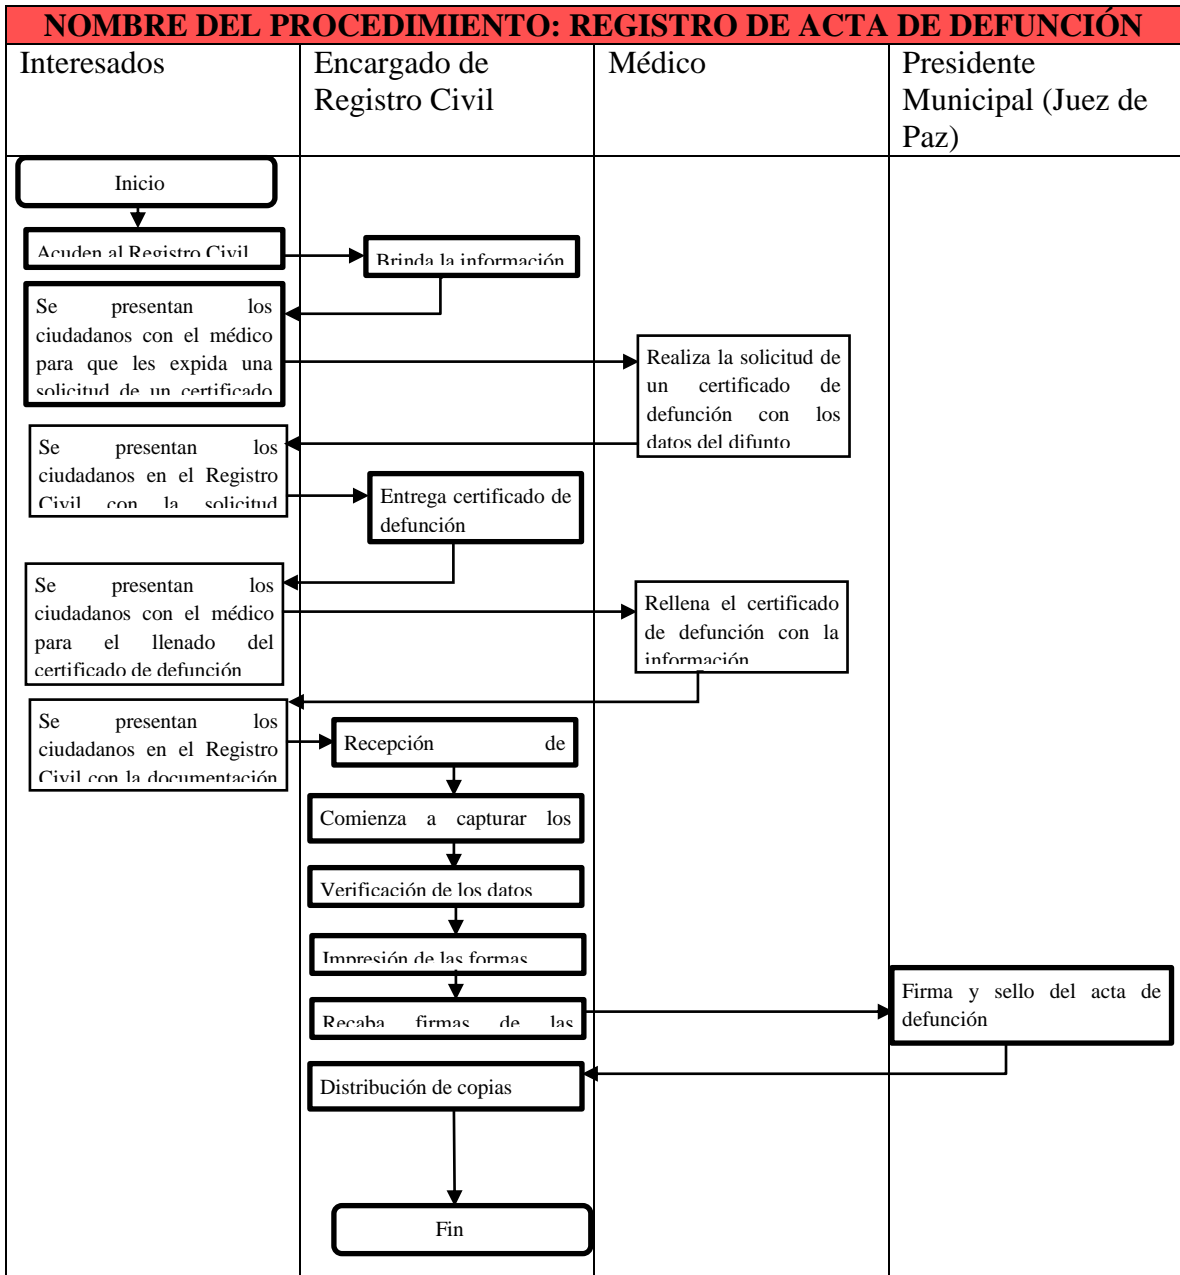 NOMBRE DEL PROCEDIMIENTO: REGISTRO DE ACTA DE DEFUNCIÓN
Interesados
Encargado de
Registro Civil
Médico
Presidente
Municipal (Juez de
Paz)
Inicio
Acuden al Registro Civil
Brinda la información
Se presentan los
ciudadanos con el médico
para que les expida una
solicitud de un certificado
Realiza la solicitud de
un certificado de
defunción con los
datos del difunto
Se presentan los
ciudadanos en el Registro
Civil con la solicitud
Entrega certificado de
defunción
Se presentan los
ciudadanos con el médico
para el llenado del
certificado de defunción
Rellena el certificado
de defunción con la
información
Se presentan los
ciudadanos en el Registro
Civil con la documentación
Recepción de
Comienza a capturar los
Verificación de los datos
Impresión de las formas
Recaba firmas de las
Firma y sello del acta de
defunción
Distribución de copias
Fin